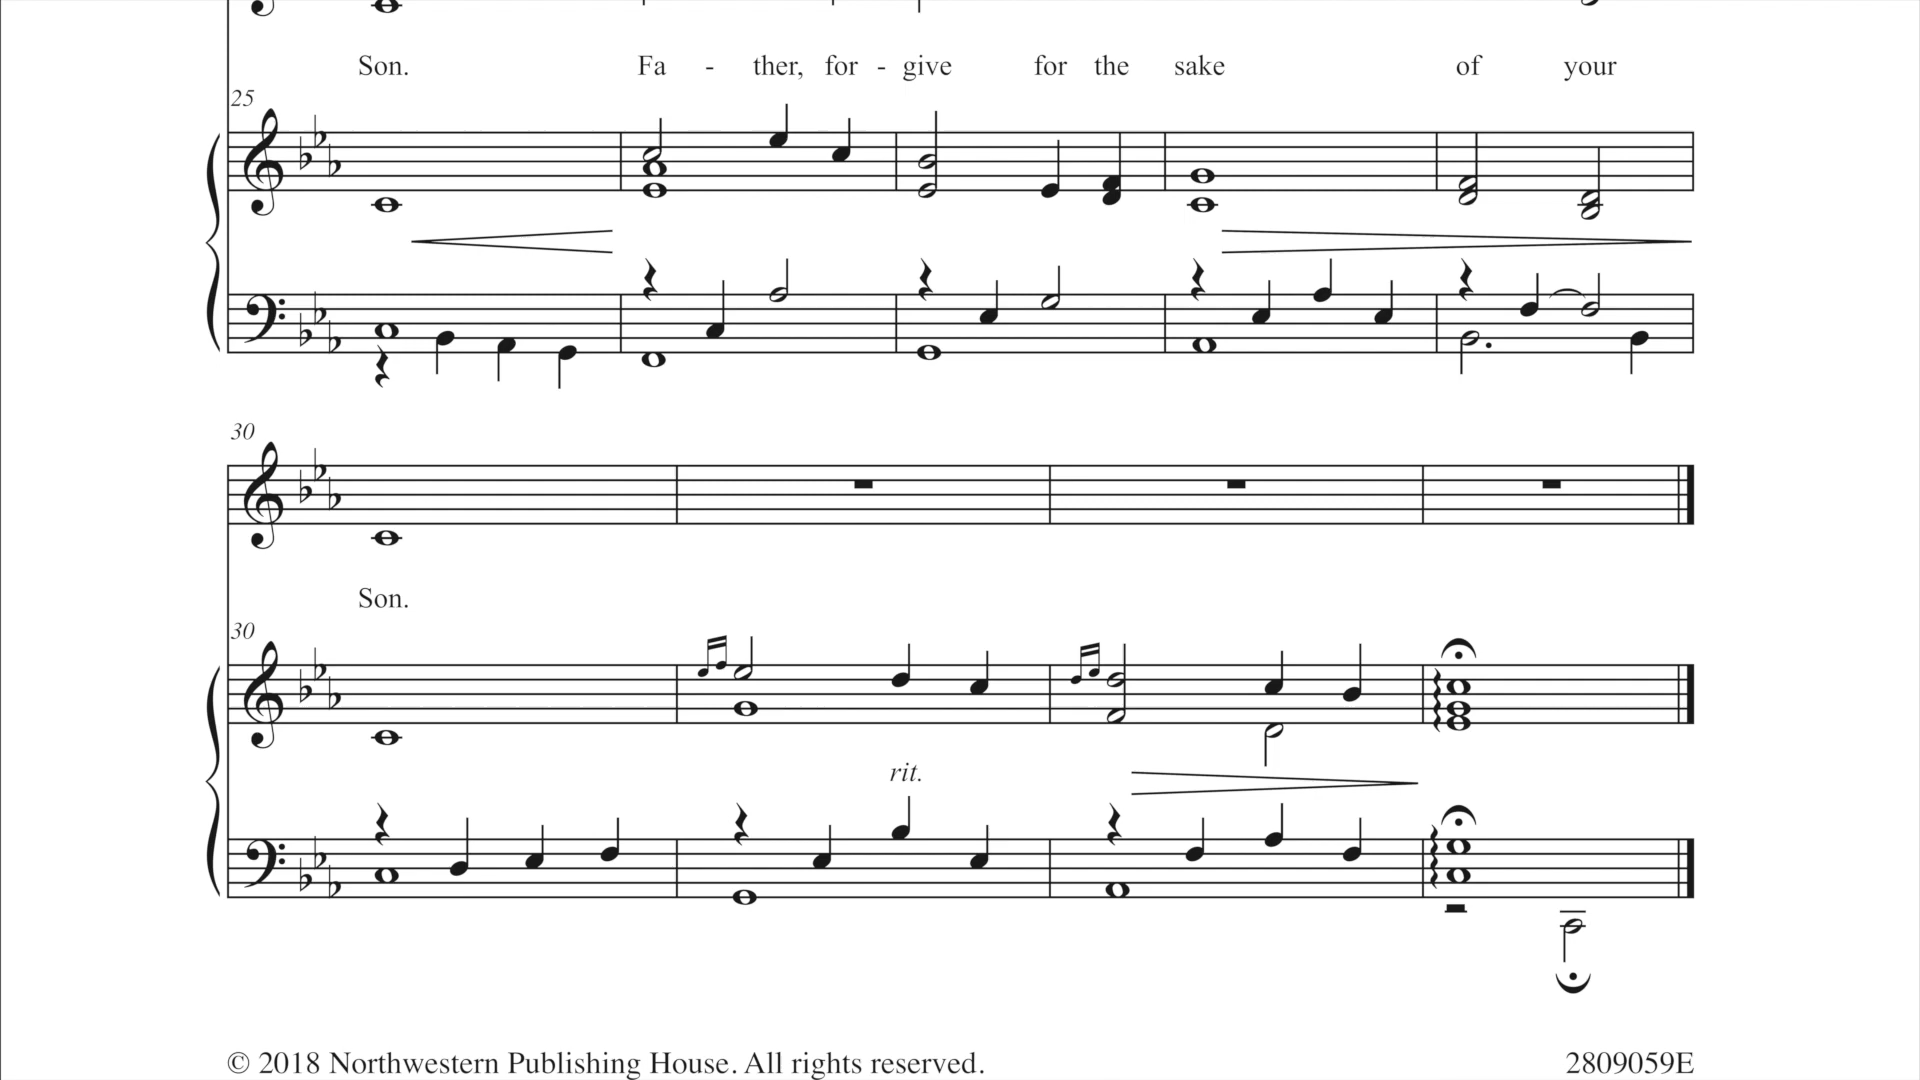 Son. Fa - ther, for - give for the sake of your
25
30
Son.
30
rit.
© 2018 Northwestern Publishing House. All rights reserved. 2809059E